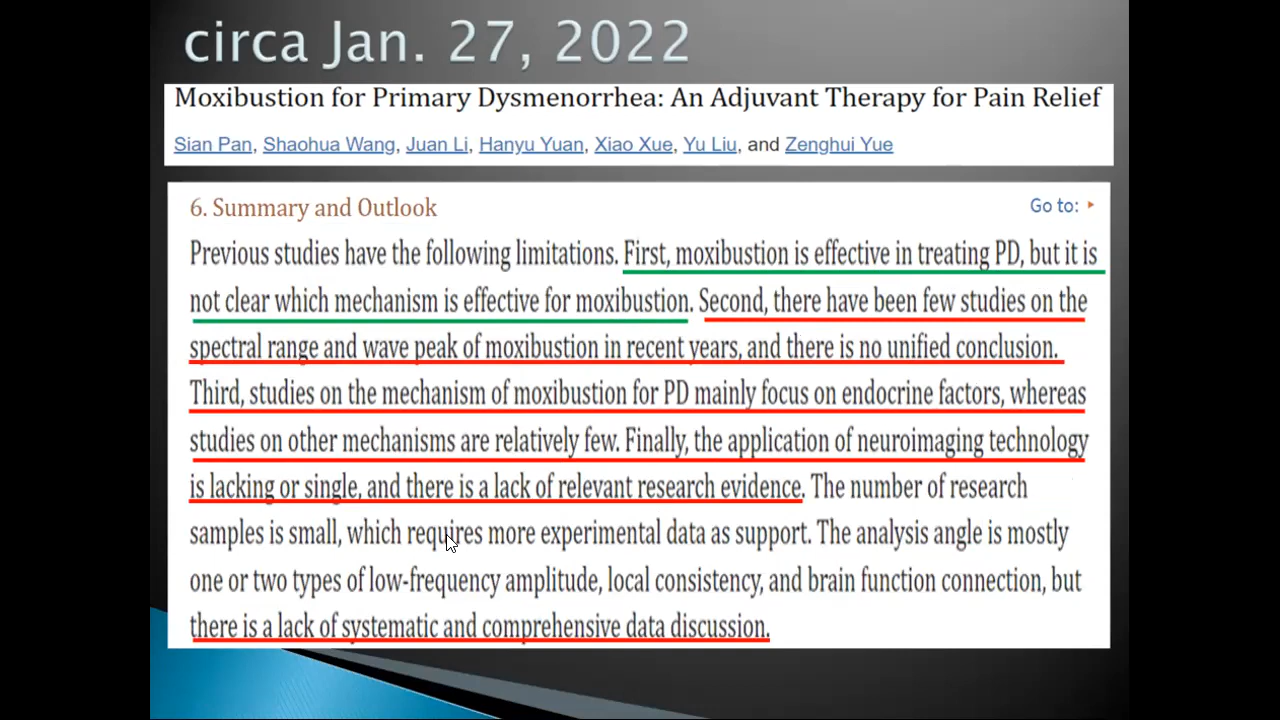 circa Jan. 27, 2022
Moxibustion for Primary Dysmenorrhea: An Adjuvant Therapy for Pain Relief
Sian Pan, Shaohua Wang, Juan Li, Hanyu Yuan, Xiao Xue, Yu Liu, and Zenghui Yue
6. Summary and Outlook
Go to:
Previous studies have the following limitations. First, moxibustion is effective in treating PD, but it is
not clear which mechanism is effective for moxibustion. Second, there have been few studies on the
spectral range and wave peak of moxibustion in recent years, and there is no unified conclusion.
Third, studies on the mechanism of moxibustion for PD mainly focus on endocrine factors, whereas
studies on other mechanisms are relatively few. Finally, the application of neuroimaging technology
is lacking or single, and there is a lack of relevant research evidence. The number of research
samples is small, which requires more experimental data as support. The analysis angle is mostly
one or two types of low-frequency amplitude, local consistency, and brain function connection, but
there is a lack of systematic and comprehensive data discussion.